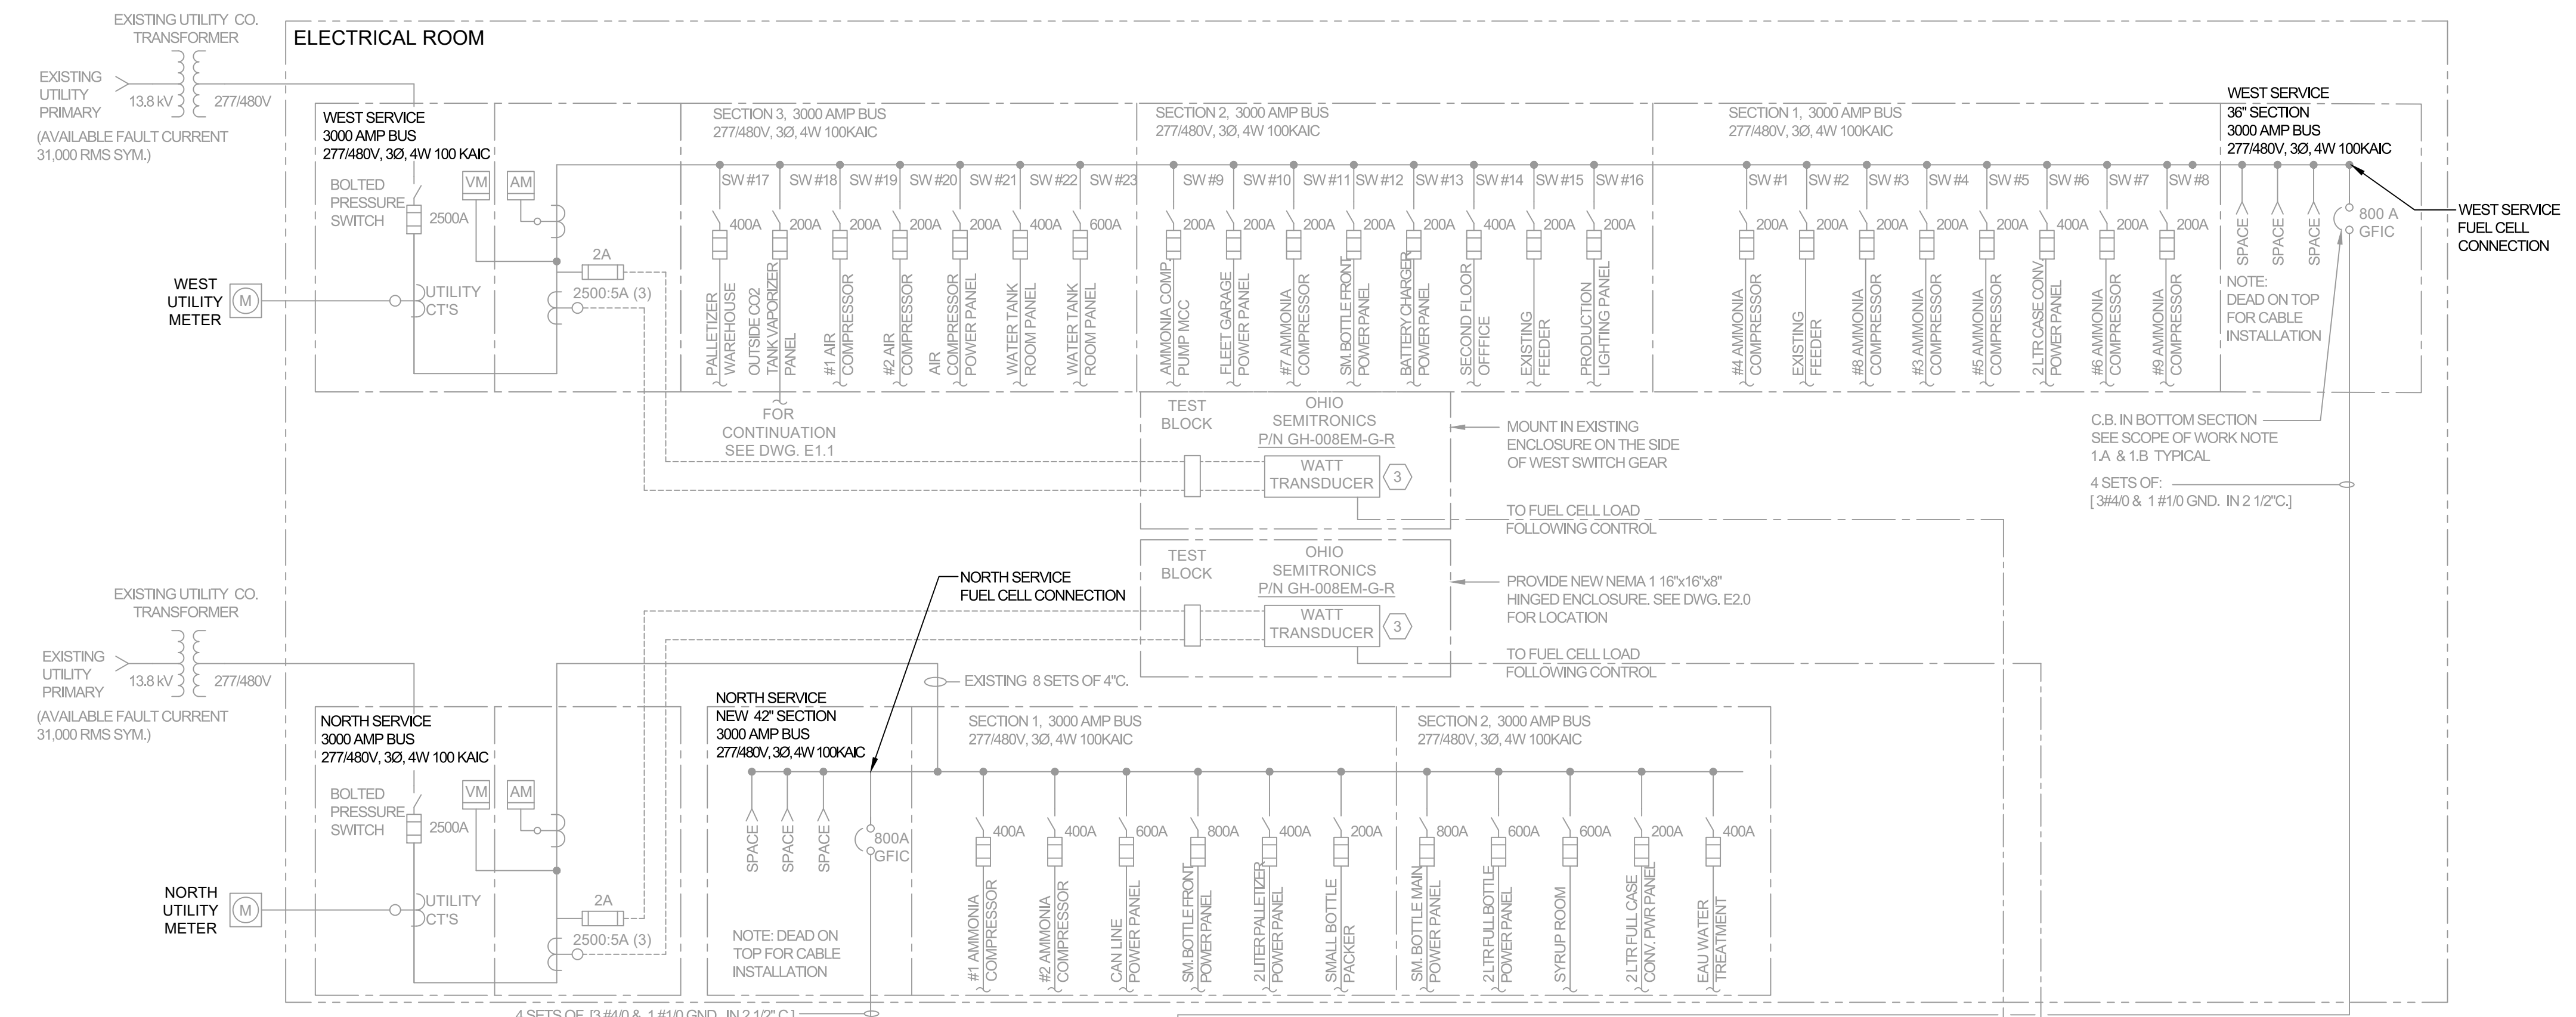 EXISTING UTILITY CO.
TRANSFORMER
EXISTING
UTILITY
PRIMARY
13.8 kV
277/480V
(AVAILABLE FAULT CURRENT
31,000 RMS SYM.)
ELECTRICAL ROOM
WEST SERVICE
3000 AMP BUS
277/480V, 3Ø, 4W 100 KAIC
BOLTED
PRESSURE
SWITCH
2500A
VM
AM
2A
2500:5A (3)
UTILITY
CT'S
WEST
UTILITY
METER
M
SECTION 3, 3000 AMP BUS
277/480V, 3Ø, 4W 100KAIC
SW #17
SW #18
SW #19
SW #20
SW #21
SW #22
SW #23
400A
200A
200A
200A
200A
400A
600A
PALLETIZER
WAREHOUSE
OUTSIDE CO2
TANK VAPORIZER
PANEL
#1 AIR
COMPRESSOR
#2 AIR
COMPRESSOR
AIR
COMPRESSOR
POWER PANEL
WATER TANK
ROOM PANEL
WATER TANK
ROOM PANEL
FOR
CONTINUATION
SEE DWG. E1.1
SECTION 2, 3000 AMP BUS
277/480V, 3Ø, 4W 100KAIC
SW #9
SW #10
SW #11
SW #12
SW #13
SW #14
SW #15
SW #16
200A
200A
200A
200A
200A
400A
200A
200A
AMMONIA COMP.
PUMP MCC
FLEET GARAGE
POWER PANEL
#7 AMMONIA
COMPRESSOR
SM. BOTTLE FRONT
POWER PANEL
BATTERY CHARGER
POWER PANEL
SECOND FLOOR
OFFFICE
EXISTING
FEEDER
PRODUCTION
LIGHTING PANEL
SECTION 1, 3000 AMP BUS
277/480V, 3Ø, 4W 100KAIC
SW #1
SW #2
SW #3
SW #4
SW #5
SW #6
SW #7
SW #8
200A
200A
200A
200A
200A
400A
200A
200A
#4 AMMONIA
COMPRESSOR
EXISTING
FEEDER
#8 AMMONIA
COMPRESSOR
#3 AMMONIA
COMPRESSOR
#5 AMMONIA
COMPRESSOR
2 LTR CASE CONV.
POWER PANEL
#6 AMMONIA
COMPRESSOR
#9 AMMONIA
COMPRESSOR
WEST SERVICE
36" SECTION
3000 AMP BUS
277/480V, 3Ø, 4W 100KAIC
SPACE
SPACE
SPACE
800 A
GFIC
NOTE:
DEAD ON TOP
FOR CABLE
INSTALLATION
WEST SERVICE
FUEL CELL
CONNECTION
C.B. IN BOTTOM SECTION
SEE SCOPE OF WORK NOTE
1.A & 1.B TYPICAL
4 SETS OF:
[ 3#4/0 & 1 #1/0 GND. IN 2 1/2"C.]
TEST
BLOCK
OHIO
SEMITRONICS
P/N GH-008EM-G-R
WATT
TRANSDUCER
3
MOUNT IN EXISTING
ENCLOSURE ON THE SIDE
OF WEST SWITCH GEAR
TO FUEL CELL LOAD
FOLLOWING CONTROL
TEST
BLOCK
OHIO
SEMITRONICS
P/N GH-008EM-G-R
WATT
TRANSDUCER
3
PROVIDE NEW NEMA 1 16"x16"x8"
HINGED ENCLOSURE. SEE DWG. E2.0
FOR LOCATION
TO FUEL CELL LOAD
FOLLOWING CONTROL
NORTH SERVICE
FUEL CELL CONNECTION
EXISTING 8 SETS OF 4"C.
EXISTING UTILITY CO.
TRANSFORMER
EXISTING
UTILITY
PRIMARY
13.8 kV
277/480V
(AVAILABLE FAULT CURRENT
31,000 RMS SYM.)
NORTH SERVICE
3000 AMP BUS
277/480V, 3Ø, 4W 100 KAIC
BOLTED
PRESSURE
SWITCH
2500A
VM
AM
2A
2500:5A (3)
UTILITY
CT'S
NORTH
UTILITY
METER
M
NORTH SERVICE
NEW 42" SECTION
3000 AMP BUS
277/480V, 3Ø, 4W 100KAIC
SPACE
SPACE
SPACE
800A
GFIC
NOTE: DEAD ON
TOP FOR CABLE
INSTALLATION
SECTION 1, 3000 AMP BUS
277/480V, 3Ø, 4W 100KAIC
400A
400A
600A
800A
400A
200A
#1 AMMONIA
COMPRESSOR
#2 AMMONIA
COMPRESSOR
CAN LINE
POWER PANEL
SM. BOTTLE FRONT
POWER PANEL
2 LITER PALLETIZER
POWER PANEL
SMALL BOTTLE
PACKER
SECTION 2, 3000 AMP BUS
277/480V, 3Ø, 4W 100KAIC
800A
600A
600A
200A
400A
SM. BOTTLE MAIN
POWER PANEL
2 LTR FULL BOTTLE
POWER PANEL
SYRUP ROOM
2 LTR FULL CASE
CONV. PWR PANEL
EAU WATER
TREATMENT
4 SETS OF [3 #4/0 & 1 #1/0 GND. IN 2 1/2" C.]